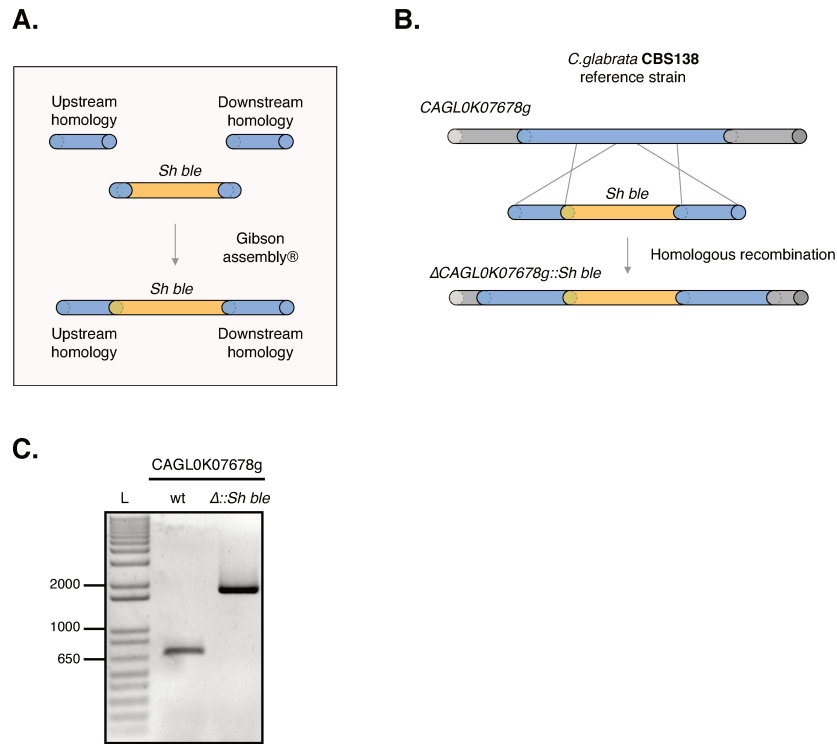 A.
Upstream
homology
Downstream
homology
Sh ble
Gibson
assembly®
Sh ble
Upstream
homology
Downstream
homology
B.
C.glabrata CBS138
reference strain
CAGL0K07678g
Sh ble
Homologous recombination
ΔCAGL0K07678g::Sh ble
C.
CAGL0K07678g
L wt Δ::Sh ble
2000
1000
650